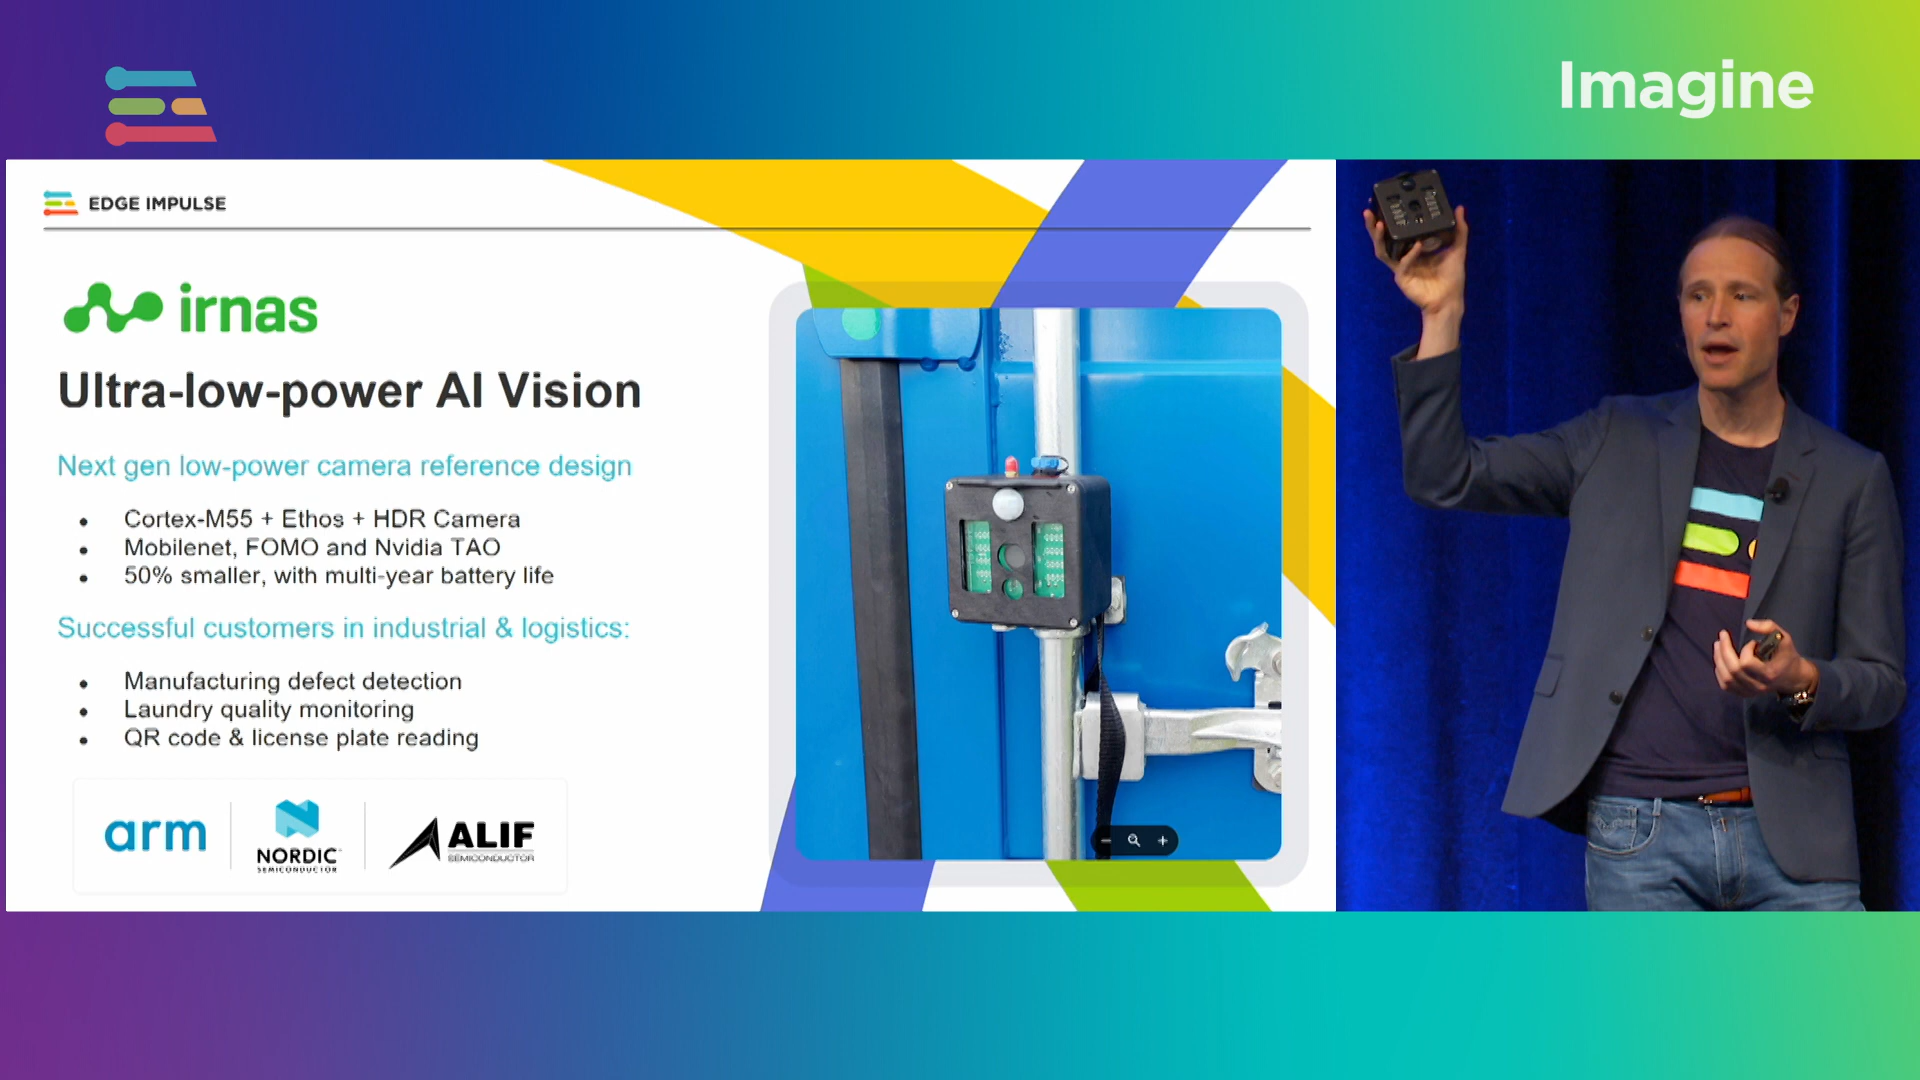 Imagine
EDGE IMPULSE
irnas
Ultra-low-power AI Vision
Next gen low-power camera reference design
• Cortex-M55 + Ethos + HDR Camera
• Mobilenet, FOMO and Nvidia TAO
• 50% smaller, with multi-year battery life
Successful customers in industrial & logistics:
• Manufacturing defect detection
• Laundry quality monitoring
• QR code & license plate reading
arm
NORDIC
SEMICONDUCTOR
ALIF
SEMICONDUCTOR